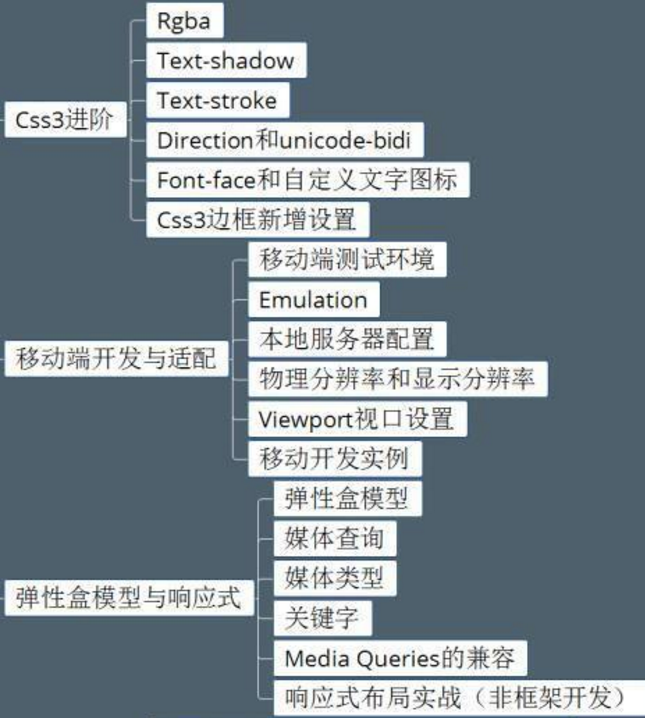 Rgba
Text-shadow
Text-stroke
Css3进阶
Direction和unicode-bidi
Font-face和自定义文字图标
Css3边框新增设置
移动端测试环境
Emulation
本地服务器配置
移动端开发与适配
物理分辨率和显示分辨率
Viewport视口设置
移动开发实例
弹性盒模型
媒体查询
媒体类型
弹性盒模型与响应式
关键字
Media Queries的兼容
响应式布局实战（非框架开发）